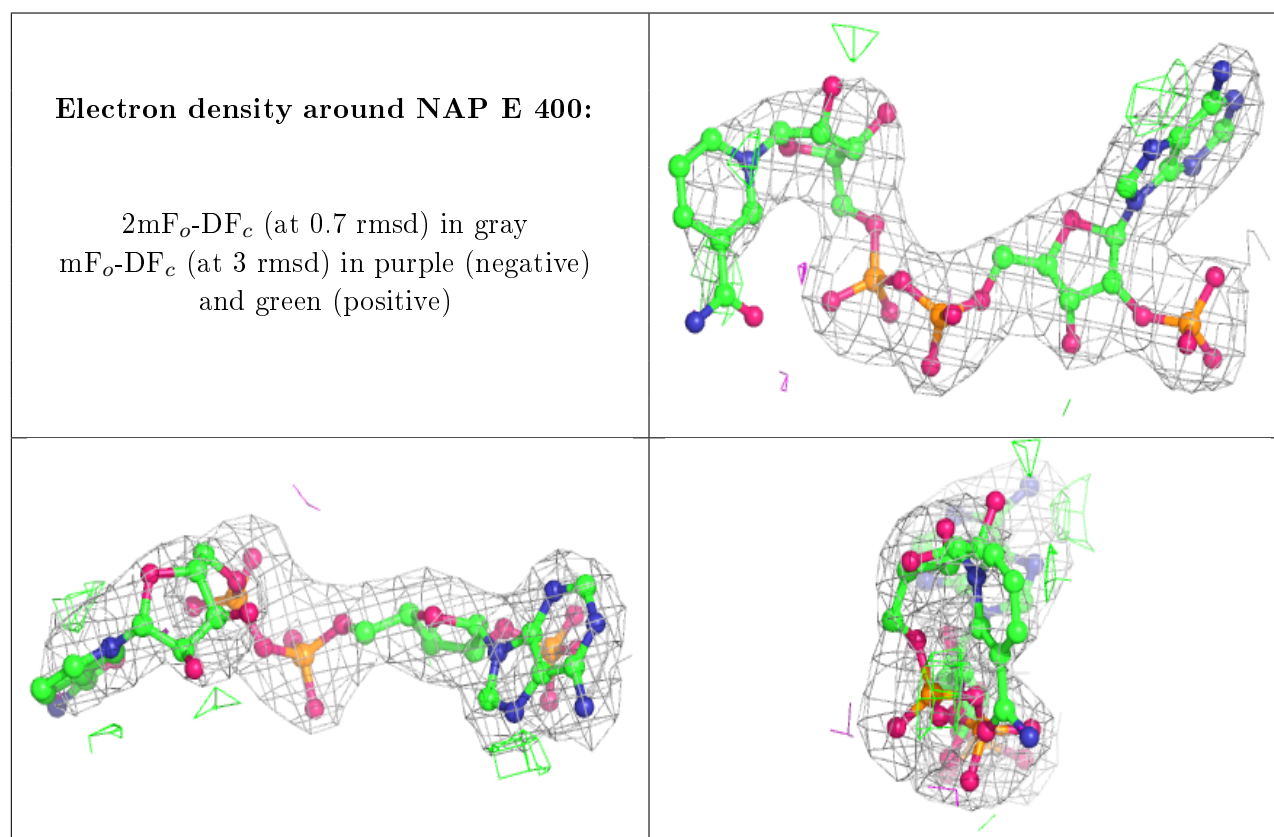 Electron density around NAP E 400:
2mFo-DFc (at 0.7 rmsd) in gray
mFo-DFc (at 3 rmsd) in purple (negative)
and green (positive)